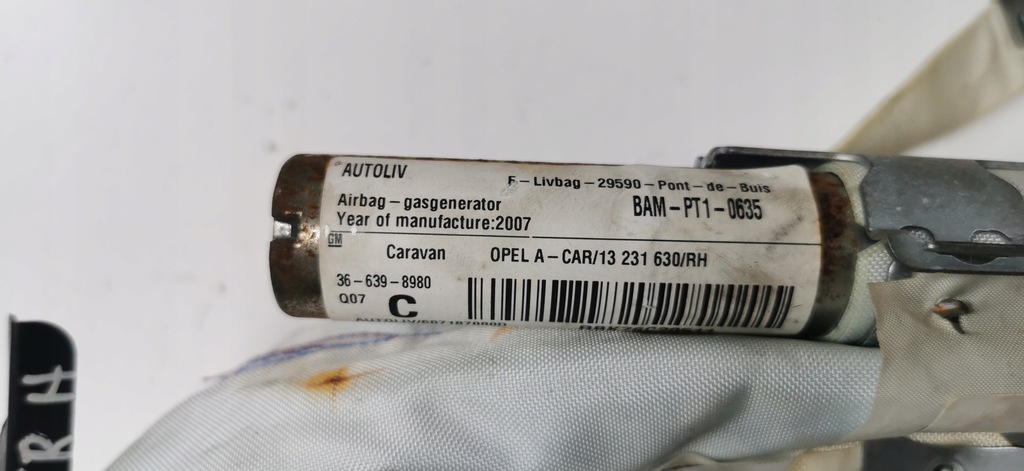 AUTOLIV
F-Livbag-29590-Pont-de-Buis
Airbag-gasgenerator
BAM-PT1-0635
Year of manufacture:2007
GM
Caravan OPEL A-CAR/13 231 630/RH
36-639-8980
Q07 C
RH